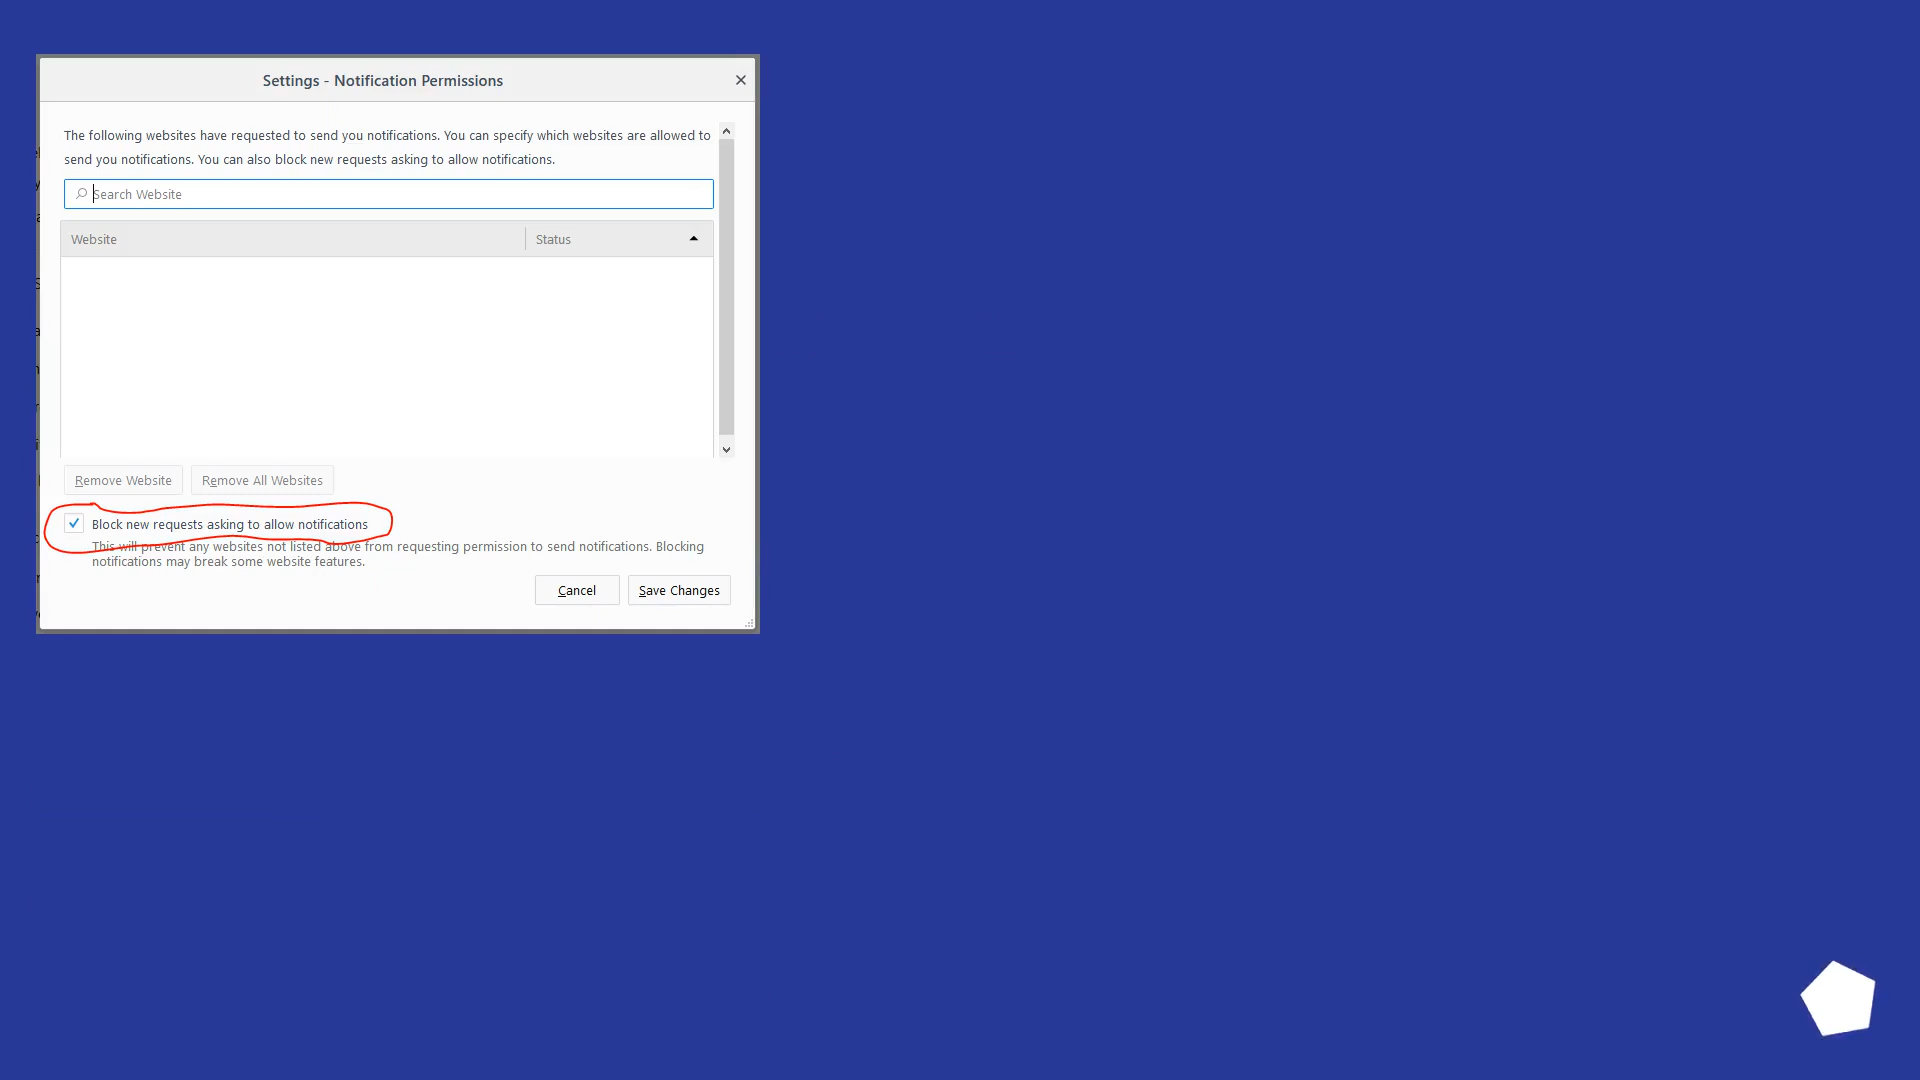 Settings - Notification Permissions
The following websites have requested to send you notifications. You can specify which websites are allowed to
send you notifications. You can also block new requests asking to allow notifications.
Search Website
Website Status
Remove Website Remove All Websites
Block new requests asking to allow notifications
This will prevent any websites not listed above from requesting permission to send notifications. Blocking
notifications may break some website features.
Cancel Save Changes